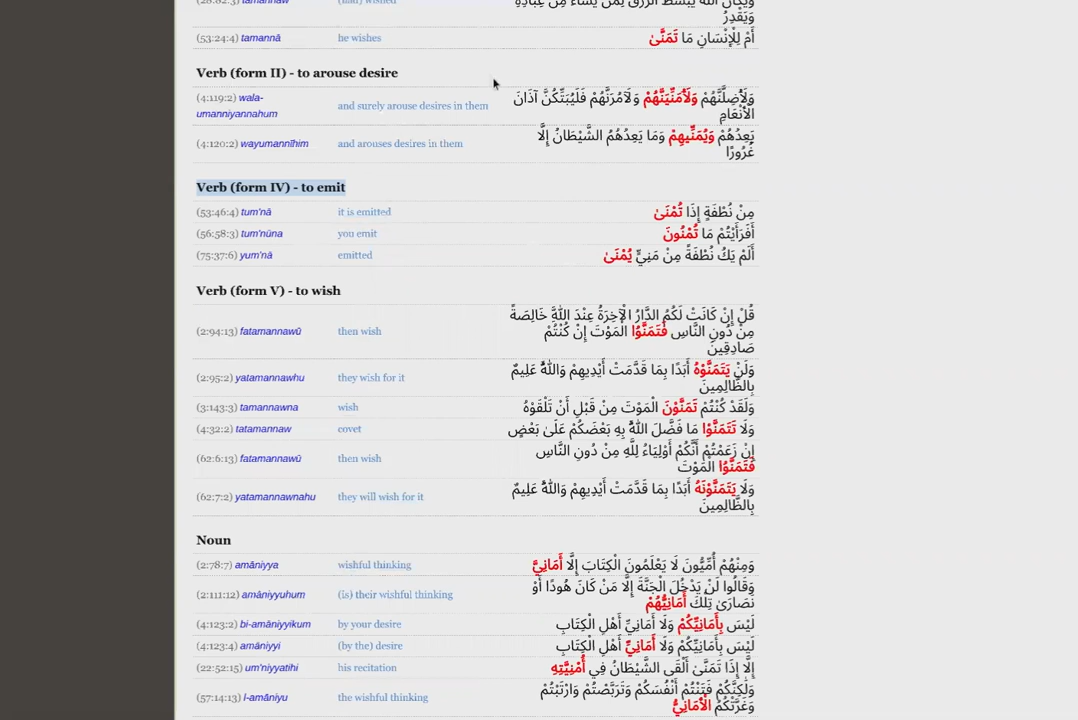 (28:82:3) tamannaw (had) wished وَيْكَأَنَّ اللَّهَ يَبْسُطُ الرِّزْقَ لِمَنْ يَشَاءُ مِنْ عِبَادِهِ
وَيَقْدِرُ
(53:24:4) tamannā he wishes أَمْ لِلْإِنْسَانِ مَا تَمَنَّىٰ
Verb (form II) - to arouse desire
(4:119:2) wala-umanniyannahum and surely arouse desires in them وَلَأُضِلَّنَّهُمْ وَلَأُمَنِّيَنَّهُمْ وَلَآمُرَنَّهُمْ فَلَيُبَتِّكُنَّ آذَانَ
الْأَنْعَامِ
(4:120:2) wayumannīhim and arouses desires in them يَعِدُهُمْ وَيُمَنِّيهِمْ وَمَا يَعِدُهُمُ الشَّيْطَانُ إِلَّا
غُرُورًا
Verb (form IV) - to emit
(53:46:4) tum'nā it is emitted مِنْ نُطْفَةٍ إِذَا تُمْنَىٰ
(56:58:3) tum'nūna you emit أَفَرَأَيْتُمْ مَا تُمْنُونَ
(75:37:6) yum'nā emitted أَلَمْ يَكُ نُطْفَةً مِنْ مَنِيٍّ يُمْنَىٰ
Verb (form V) - to wish
(2:94:13) fatamannawū then wish قُلْ إِنْ كَانَتْ لَكُمُ الدَّارُ الْآخِرَةُ عِنْدَ اللَّهِ خَالِصَةً
مِنْ دُونِ النَّاسِ فَتَمَنَّوُا الْمَوْتَ إِنْ كُنْتُمْ
صَادِقِينَ
(2:95:2) yatamannawhu they wish for it وَلَنْ يَتَمَنَّوْهُ أَبَدًا بِمَا قَدَّمَتْ أَيْدِيهِمْ وَاللَّهُ عَلِيمٌ
بِالظَّالِمِينَ
(3:143:3) tamannawna wish وَلَقَدْ كُنْتُمْ تَمَنَّوْنَ الْمَوْتَ مِنْ قَبْلِ أَنْ تَلْقَوْهُ
(4:32:2) tatamannaw covet وَلَا تَتَمَنَّوْا مَا فَضَّلَ اللَّهُ بِهِ بَعْضَكُمْ عَلَىٰ بَعْضٍ
(62:6:13) fatamannawū then wish إِنْ زَعَمْتُمْ أَنَّكُمْ أَوْلِيَاءُ لِلَّهِ مِنْ دُونِ النَّاسِ
فَتَمَنَّوُا الْمَوْتَ
(62:7:2) yatamannawnahu they will wish for it وَلَا يَتَمَنَّوْنَهُ أَبَدًا بِمَا قَدَّمَتْ أَيْدِيهِمْ وَاللَّهُ عَلِيمٌ
بِالظَّالِمِينَ
Noun
(2:78:7) amāniyya wishful thinking وَمِنْهُمْ أُمِّيُّونَ لَا يَعْلَمُونَ الْكِتَابَ إِلَّا أَمَانِيَّ
(2:111:12) amāniyyuhum (is) their wishful thinking وَقَالُوا لَنْ يَدْخُلَ الْجَنَّةَ إِلَّا مَنْ كَانَ هُودًا أَوْ
نَصَارَىٰ تِلْكَ أَمَانِيُّهُمْ
(4:123:2) bi-amāniyyikum by your desire لَيْسَ بِأَمَانِيِّكُمْ وَلَا أَمَانِيِّ أَهْلِ الْكِتَابِ
(4:123:4) amāniyyi (by the) desire لَيْسَ بِأَمَانِيِّكُمْ وَلَا أَمَانِيِّ أَهْلِ الْكِتَابِ
(22:52:15) um'niyyatihi his recitation إِلَّا إِذَا تَمَنَّىٰ أَلْقَى الشَّيْطَانُ فِي أُمْنِيَّتِهِ
(57:14:13) l-amāniyu the wishful thinking وَلَٰكِنَّكُمْ فَتَنْتُمْ أَنْفُسَكُمْ وَتَرَبَّصْتُمْ وَارْتَبْتُمْ
وَغَرَّتْكُمُ الْأَمَانِيُّ